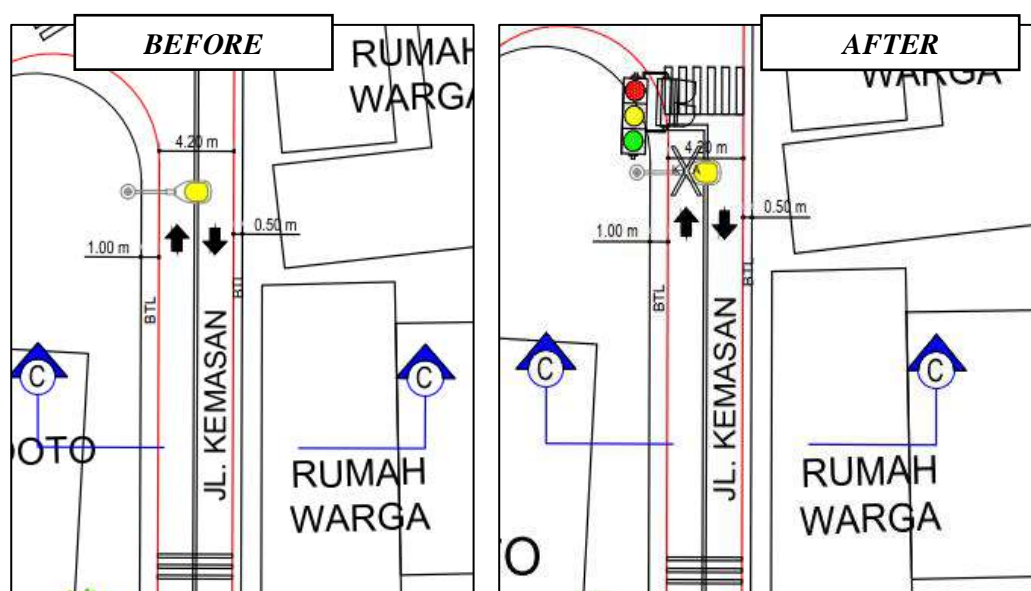 BEFORE
RUMAH
WARGA
4.20 m
0.50 m
1.00 m
BTL
BTL
JL. KEMASAN
C
C
OTO
RUMAH
WARGA
AFTER
WARGA
4.20 m
A
0.50 m
1.00 m
BTL
BTL
JL. KEMASAN
C
C
RUMAH
WARGA
TO